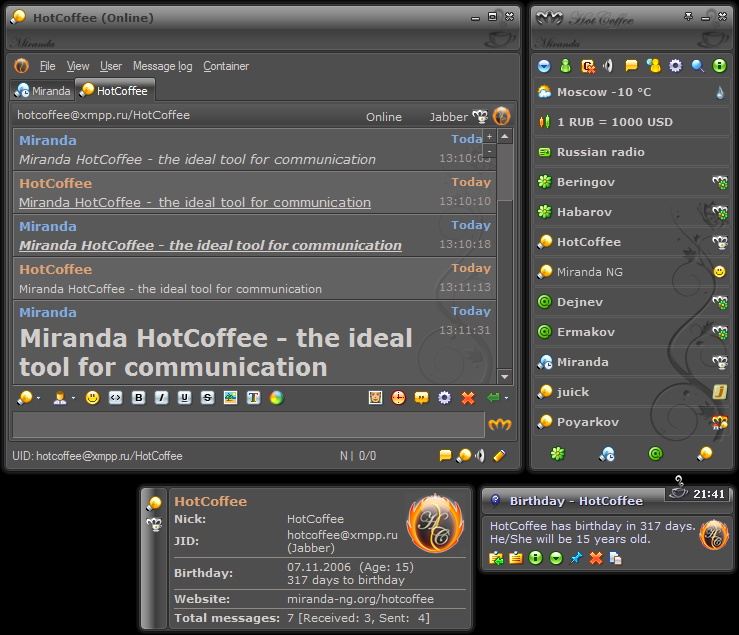 HotCoffee (Online)
Miranda
File View User Message log Container
Miranda HotCoffee
hotcoffee@xmpp.ru/HotCoffee Online Jabber
Miranda Today
Miranda HotCoffee - the ideal tool for communication 13:10:03
HotCoffee Today
Miranda HotCoffee - the ideal tool for communication 13:10:10
Miranda Today
Miranda HotCoffee - the ideal tool for communication 13:10:18
HotCoffee Today
Miranda HotCoffee - the ideal tool for communication 13:11:13
Miranda Today
Miranda HotCoffee - the ideal 13:11:31
tool for communication
B I U S T
UID: hotcoffee@xmpp.ru/HotCoffee N | 0/0
Hot Coffee
Miranda
Moscow -10 °C
1 RUB = 1000 USD
Russian radio
Beringov
Habarov
HotCoffee
Miranda NG
Dejnev
Ermakov
Miranda
juick
Poyarkov
HotCoffee
Nick: HotCoffee
JID: hotcoffee@xmpp.ru
(Jabber)
Birthday: 07.11.2006 (Age: 15)
317 days to birthday
Website: miranda-ng.org/hotcoffee
Total messages: 7 [Received: 3, Sent: 4]
HC
Birthday - HotCoffee 21:41
HotCoffee has birthday in 317 days.
He/She will be 15 years old.